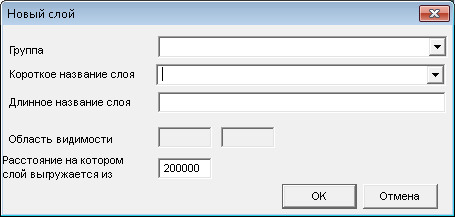 Новый слой
Группа
Короткое название слоя
Длинное название слоя
Область видимости
Расстояние на котором
слой выгружается из
200000
OK
Отмена